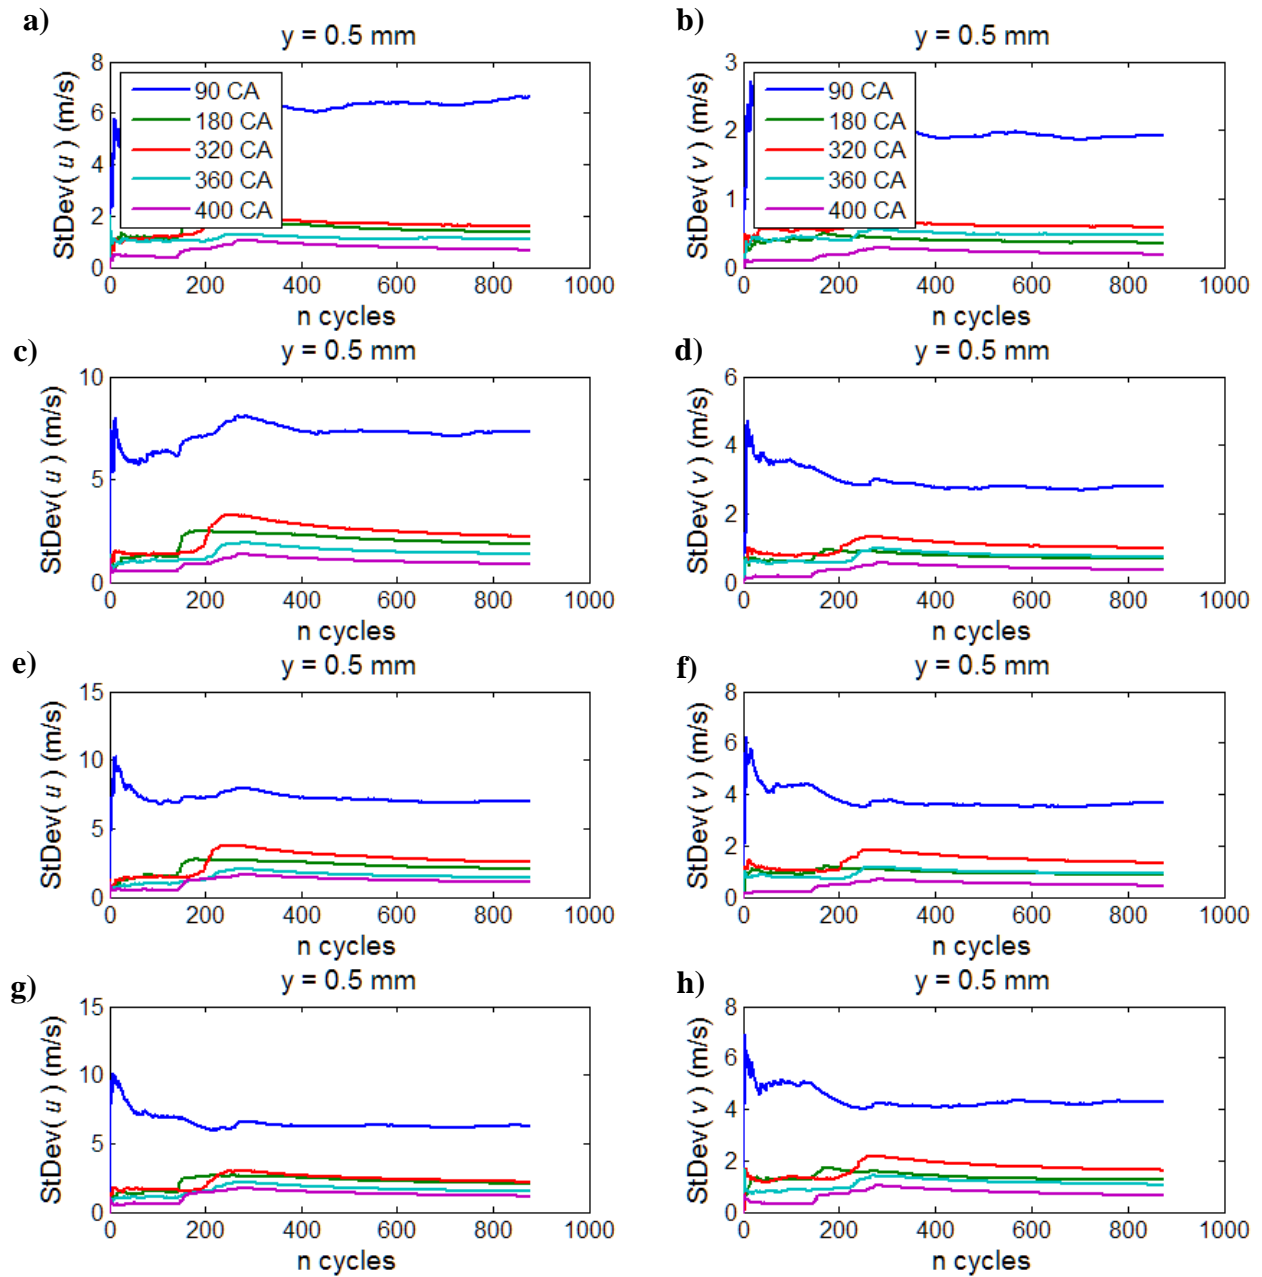 a)
y = 0.5 mm
StDev( u ) (m/s)
8
6
4
2
0
90 CA
180 CA
320 CA
360 CA
400 CA
0 200 400 600 800 1000
n cycles
b)
y = 0.5 mm
StDev( v ) (m/s)
3
2
1
0
90 CA
180 CA
320 CA
360 CA
400 CA
0 200 400 600 800 1000
n cycles
c)
y = 0.5 mm
StDev( u ) (m/s)
10
5
0
0 200 400 600 800 1000
n cycles
d)
y = 0.5 mm
StDev( v ) (m/s)
6
4
2
0
0 200 400 600 800 1000
n cycles
e)
y = 0.5 mm
StDev( u ) (m/s)
15
10
5
0
0 200 400 600 800 1000
n cycles
f)
y = 0.5 mm
StDev( v ) (m/s)
8
6
4
2
0
0 200 400 600 800 1000
n cycles
g)
y = 0.5 mm
StDev( u ) (m/s)
15
10
5
0
0 200 400 600 800 1000
n cycles
h)
y = 0.5 mm
StDev( v ) (m/s)
8
6
4
2
0
0 200 400 600 800 1000
n cycles